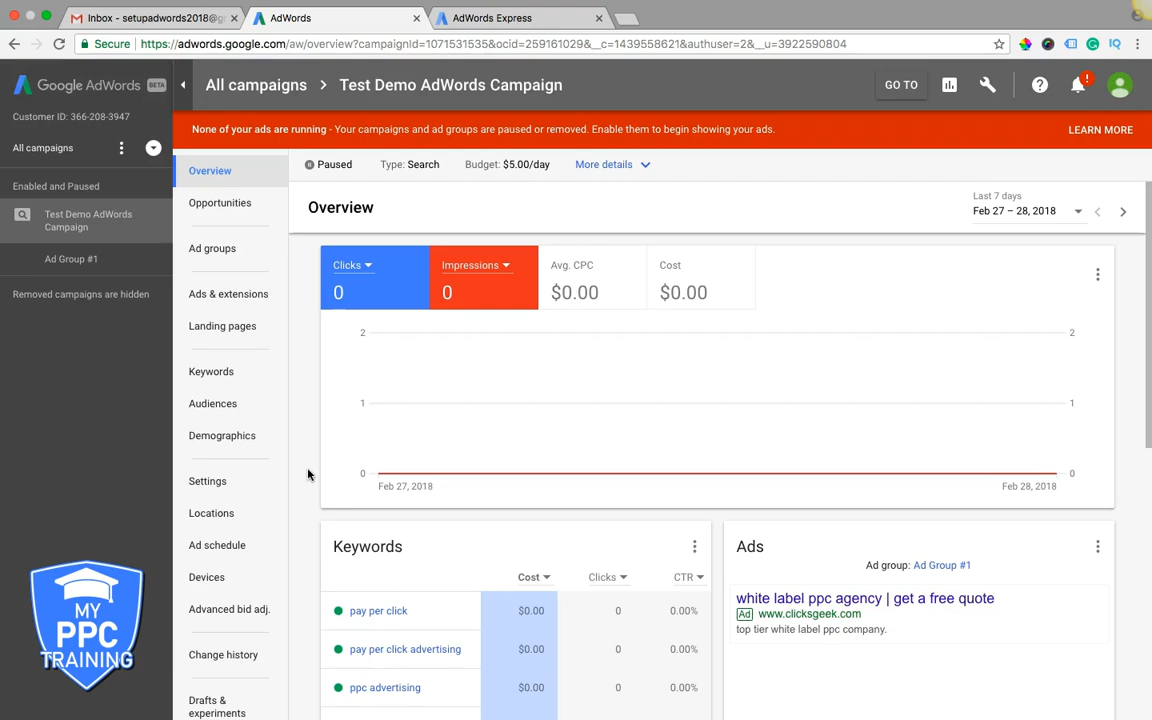 Inbox - setupadwords2018@g
AdWords
AdWords Express
Secure
https://adwords.google.com/aw/overview?campaignId=1071531535&ocid=259161029&__c=1439558621&authuser=2&__u=3922590804
IQ
Google AdWords BETA
All campaigns > Test Demo AdWords Campaign
GO TO
Customer ID: 366-208-3947
All campaigns
None of your ads are running - Your campaigns and ad groups are paused or removed. Enable them to begin showing your ads.
LEARN MORE
Enabled and Paused
Test Demo AdWords
Campaign
Ad Group #1
Removed campaigns are hidden
Overview
Opportunities
Ad groups
Ads & extensions
Landing pages
Keywords
Audiences
Demographics
Settings
Locations
Ad schedule
Devices
Advanced bid adj.
Change history
Drafts &
experiments
Paused Type: Search Budget: $5.00/day More details
Overview
Last 7 days
Feb 27 – 28, 2018
Clicks Impressions Avg. CPC Cost
0 0 $0.00 $0.00
2 2
1 1
0 0
Feb 27, 2018 Feb 28, 2018
Keywords
Cost Clicks CTR
pay per click $0.00 0 0.00%
pay per click advertising $0.00 0 0.00%
ppc advertising $0.00 0 0.00%
Ads
Ad group: Ad Group #1
white label ppc agency | get a free quote
Ad www.clicksgeek.com
top tier white label ppc company.
MY
PPC
TRAINING